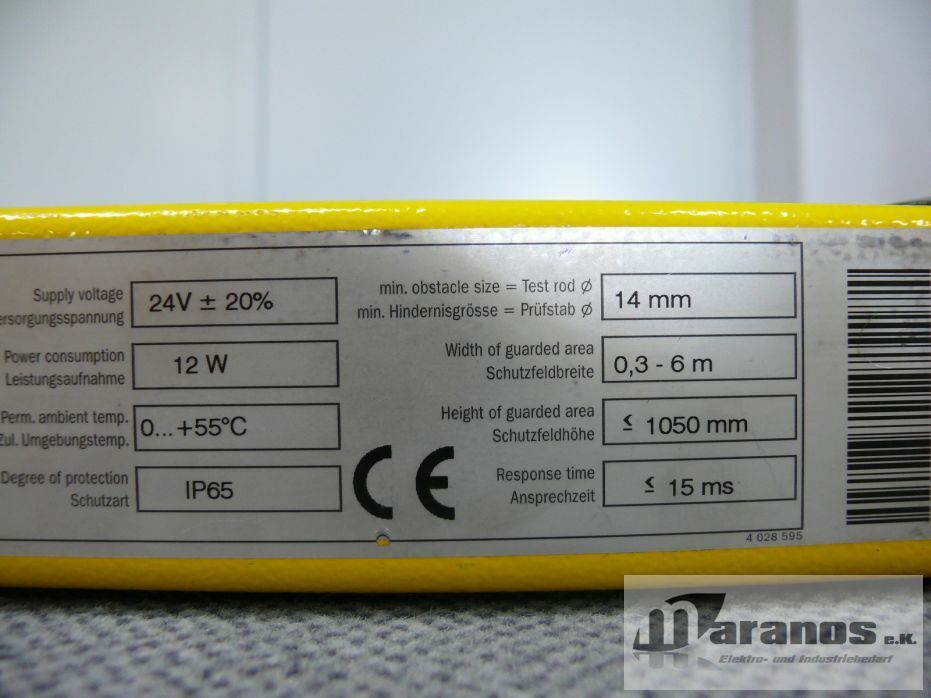 Supply voltage
ersorgungsspannung
24V ± 20%
Power consumption
Leistungsaufnahme
12 W
Perm. ambient temp.
Zul. Umgebungstemp.
0...+55°C
Degree of protection
Schutzart
IP65
CE
min. obstacle size = Test rod ∅
min. Hindernisgrösse = Prüfstab ∅
14 mm
Width of guarded area
Schutzfeldbreite
0,3 - 6 m
Height of guarded area
Schutzfeldhöhe
≤ 1050 mm
Response time
Ansprechzeit
≤ 15 ms
4 028 595
maranos e.K.
Elektro- und Industriebedarf